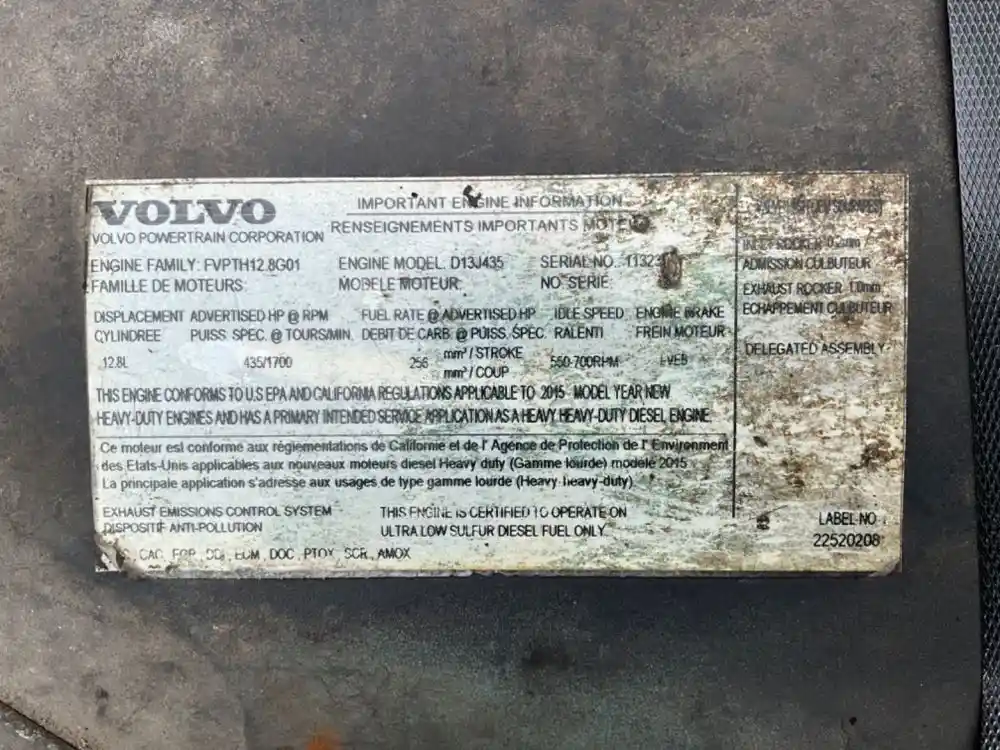 VOLVO
VOLVO POWERTRAIN CORPORATION
IMPORTANT ENGINE INFORMATION
RENSEIGNEMENTS IMPORTANTS MOTEUR
ENGINE FAMILY: FVPTH12.8G01 ENGINE MODEL. D13J435 SERIAL NO.
FAMILLE DE MOTEURS: MODELE MOTEUR: NO SERIE
DISPLACEMENT ADVERTISED HP @ RPM FUEL RATE @ ADVERTISED HP IDLE SPEED ENGINE BRAKE
CYLINDREE PUISS SPEC. @ TOURS/MIN. DEBIT DE CARB. @ PUISS. SPEC. RALENTI FREIN MOTEUR
12.8L 435/1700 256 mm³/STROKE 550-700RPM EVEB
mm³/COUP
THIS ENGINE CONFORMS TO U.S EPA AND CALIFORNIA REGULATIONS APPLICABLE TO 2015 MODEL YEAR NEW
HEAVY-DUTY ENGINES AND HAS A PRIMARY INTENDED SERVICE APPLICATION AS A HEAVY HEAVY-DUTY DIESEL ENGINE.
Ce moteur est conforme aux réglementations de Californie et de l' Agence de Protection de l' Environment
des Etats-Unis applicables aux nouveaux moteurs diesel Heavy duty (Gamme lourde) modèle 2015
La principale application s'adresse aux usages de type gamme lourde (Heavy heavy-duty)
EXHAUST EMISSIONS CONTROL SYSTEM
DISPOSITIF ANTI-POLLUTION
CAC, EGR, DDI, ECM, DOC, PTOX, SCR, AMOX
THIS ENGINE IS CERTIFIED TO OPERATE ON
ULTRA LOW SULFUR DIESEL FUEL ONLY
INLET ROCKER 0.2mm
ADMISSION CULBUTEUR
EXHAUST ROCKER 1.0mm
ECHAPPEMENT CULBUTEUR
DELEGATED ASSEMBLY
LABEL NO
22520208